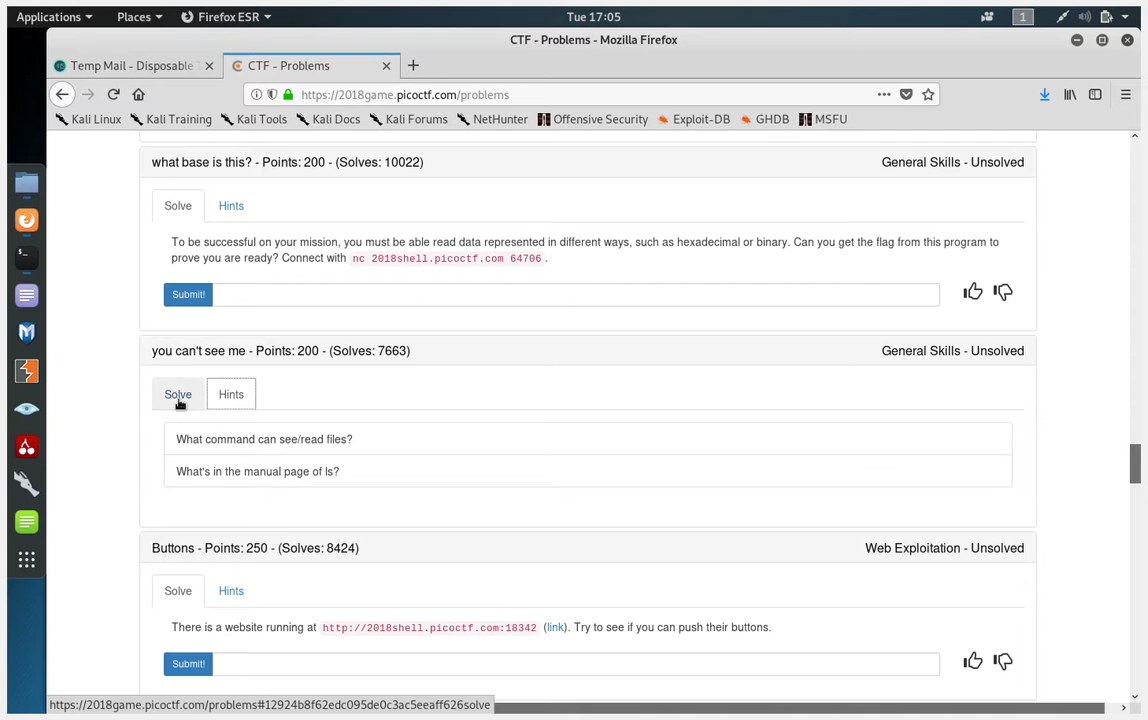 Applications Places Firefox ESR Tue 17:05 1
CTF - Problems - Mozilla Firefox
Temp Mail - Disposable CTF - Problems
https://2018game.picoctf.com/problems
Kali Linux Kali Training Kali Tools Kali Docs Kali Forums NetHunter Offensive Security Exploit-DB GHDB MSFU
what base is this? - Points: 200 - (Solves: 10022) General Skills - Unsolved
Solve Hints
To be successful on your mission, you must be able read data represented in different ways, such as hexadecimal or binary. Can you get the flag from this program to
prove you are ready? Connect with nc 2018shell.picoctf.com 64706 .
Submit!
you can't see me - Points: 200 - (Solves: 7663) General Skills - Unsolved
Solve Hints
What command can see/read files?
What's in the manual page of ls?
Buttons - Points: 250 - (Solves: 8424) Web Exploitation - Unsolved
Solve Hints
There is a website running at http://2018shell.picoctf.com:18342 (link). Try to see if you can push their buttons.
Submit!
https://2018game.picoctf.com/problems#12924b8f62edc095de0c3ac5eeaff626solve